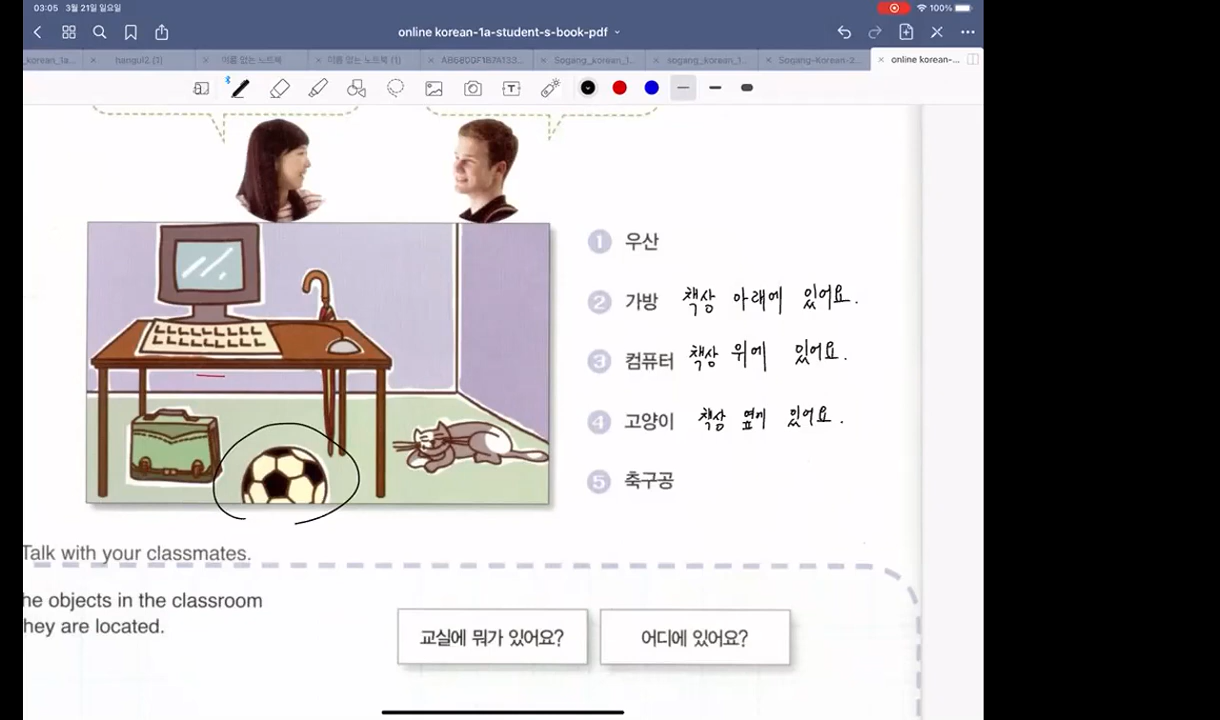 03:05 3월 21일 일요일
100%
online korean-1a-student-s-book-pdf
hangul2 (1)
이름 없는 노트북
이름 없는 노트북 (1)
Sogang_korean_1...
sogang_korean_1...
Sogang-Korean-2...
online korean-...
1 우산
2 가방 책상 아래에 있어요.
3 컴퓨터 책상 위에 있어요.
4 고양이 책상 옆에 있어요.
5 축구공
Talk with your classmates.
he objects in the classroom
hey are located.
교실에 뭐가 있어요?
어디에 있어요?